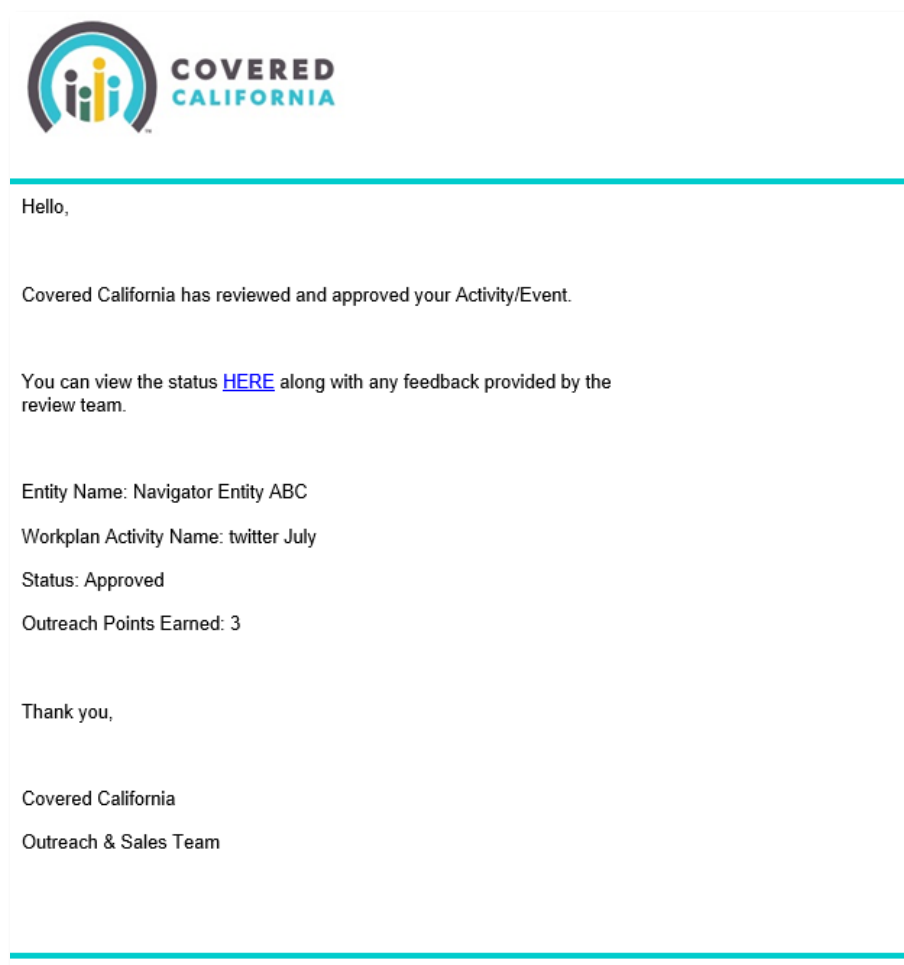 COVERED
CALIFORNIA
TM
Hello,
Covered California has reviewed and approved your Activity/Event.
You can view the status HERE along with any feedback provided by the
review team.
Entity Name: Navigator Entity ABC
Workplan Activity Name: twitter July
Status: Approved
Outreach Points Earned: 3
Thank you,
Covered California
Outreach & Sales Team